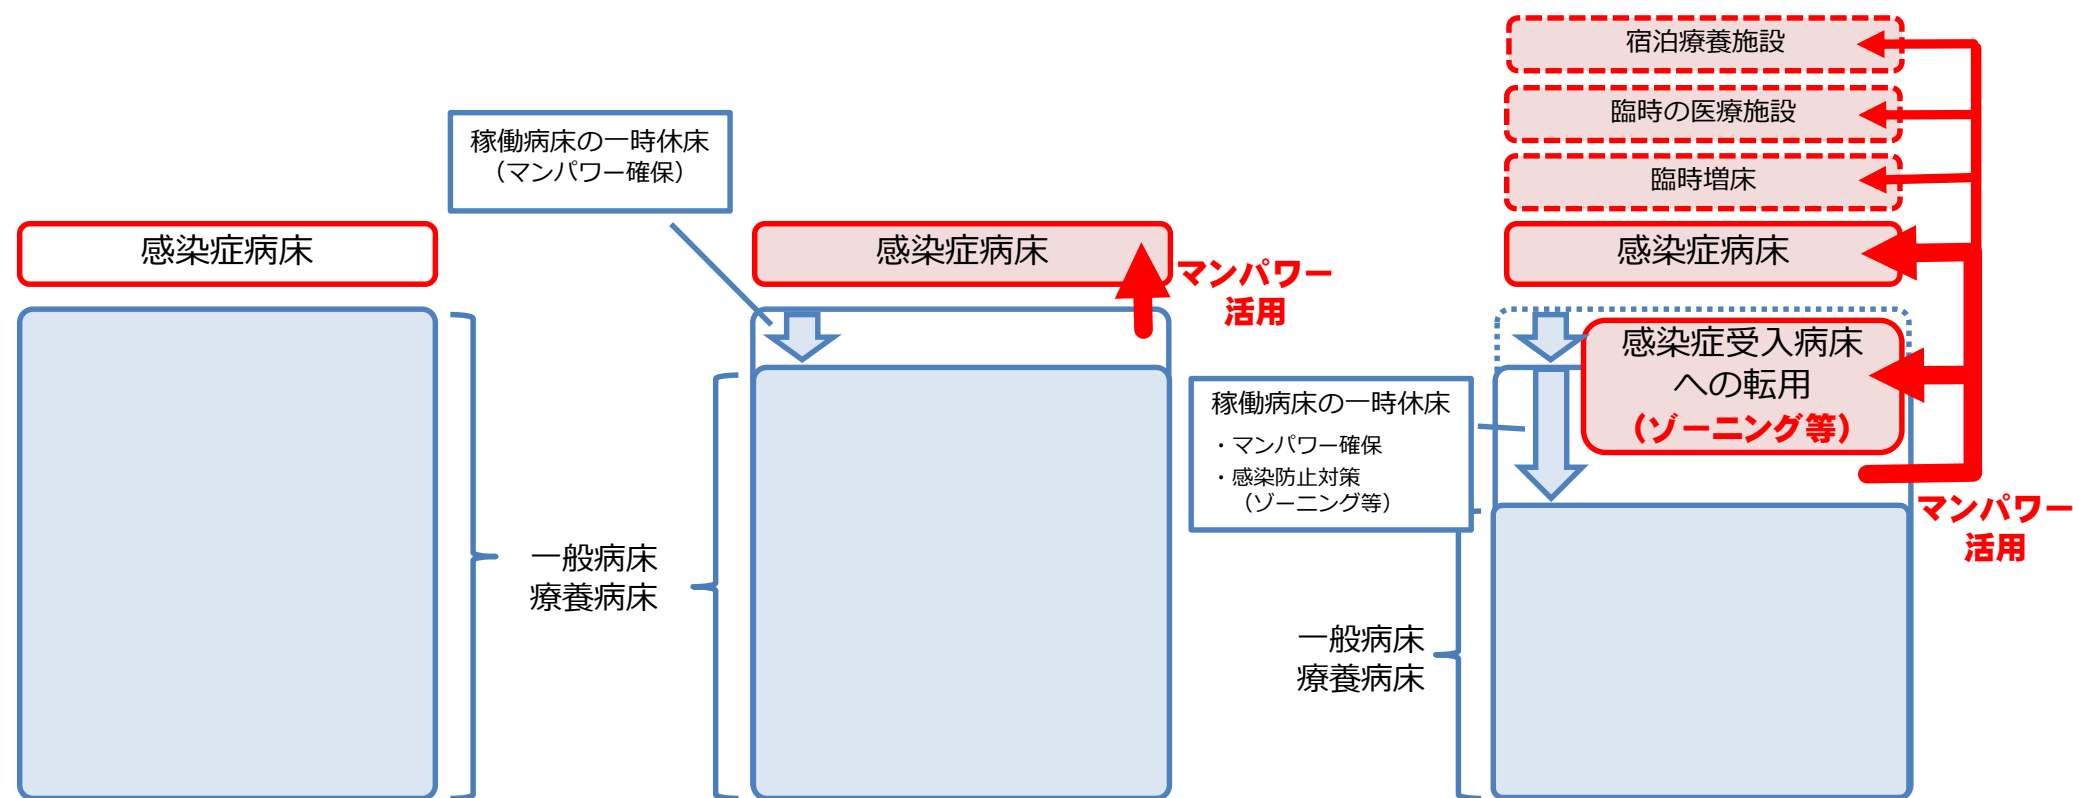 感染症病床
稼働病床の一時休床
（マンパワー確保）
一般病床
療養病床
感染症病床
マンパワー
活用
宿泊療養施設
臨時の医療施設
臨時増床
感染症病床
感染症受入病床
への転用
（ゾーニング等）
稼働病床の一時休床
・マンパワー確保
・感染防止対策
（ゾーニング等）
マンパワー
活用
一般病床
療養病床